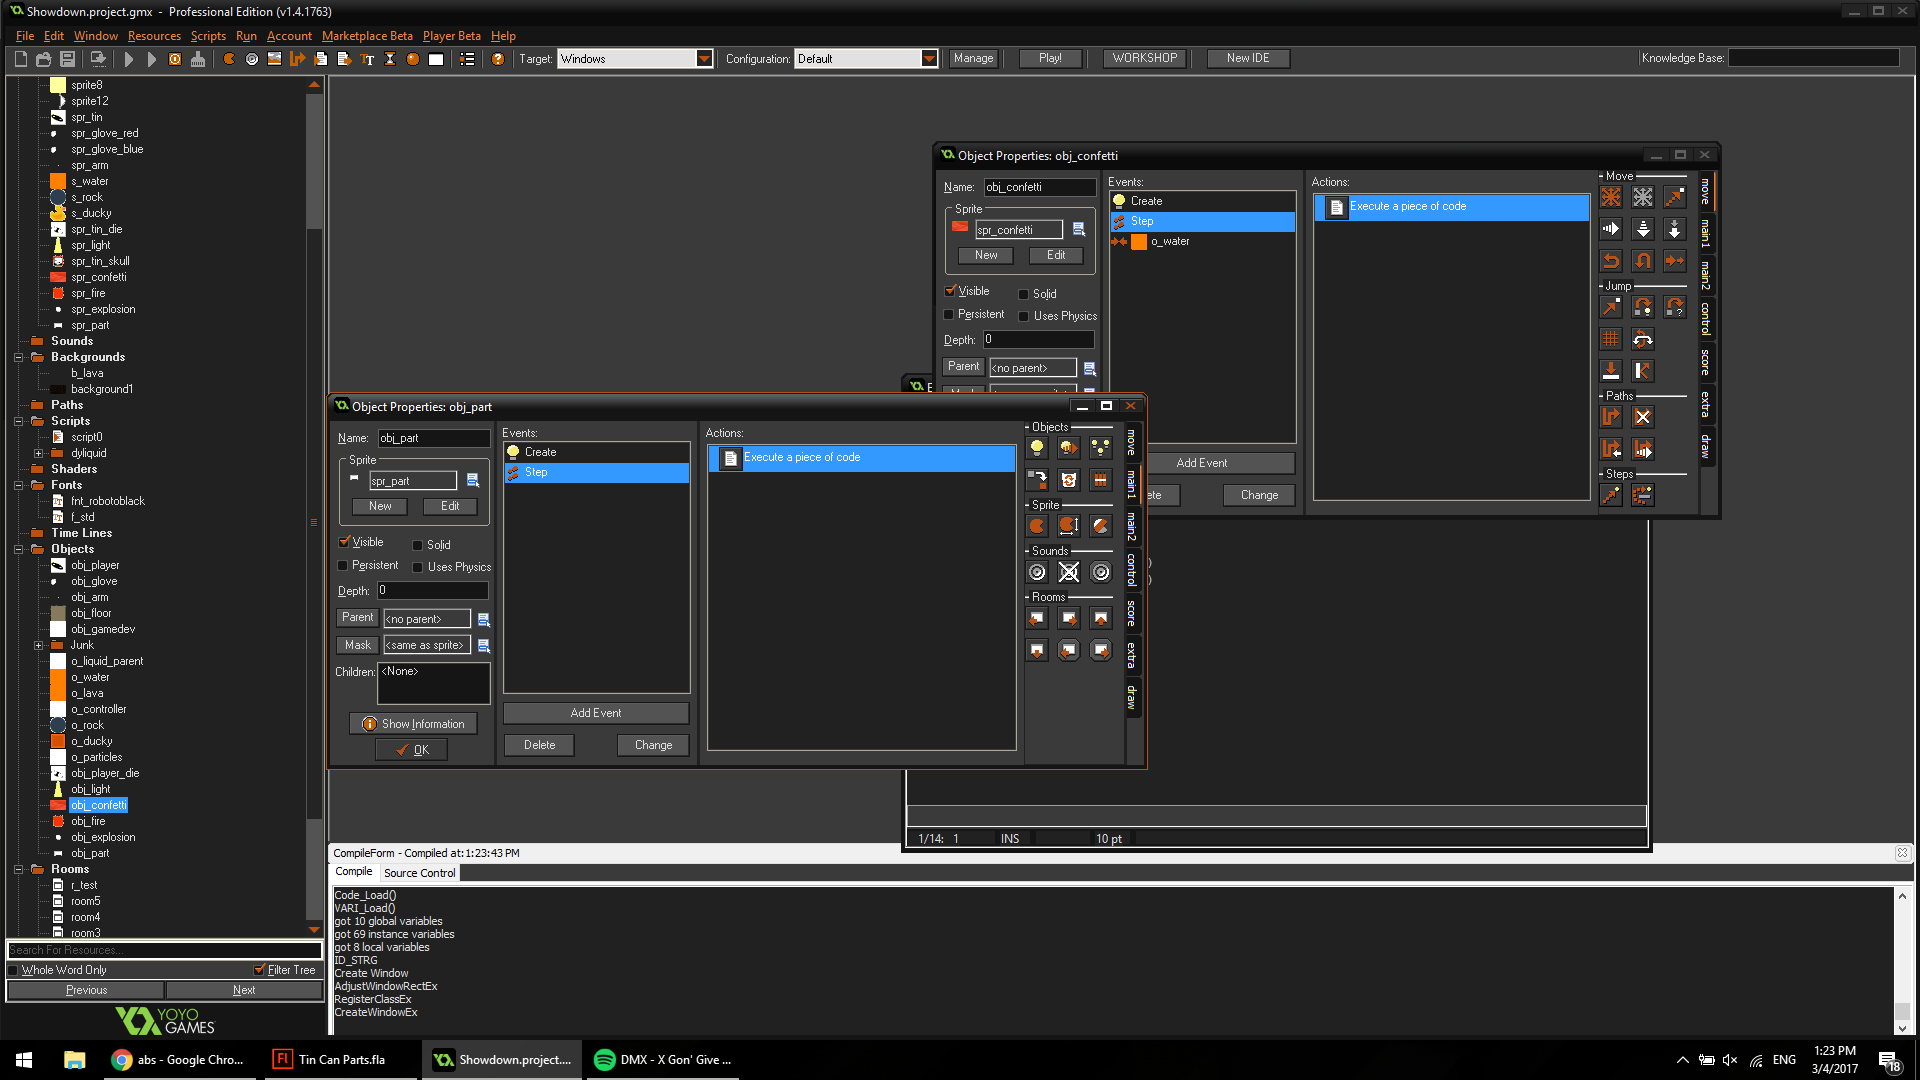 Showdown.project.gmx - Professional Edition (v1.4.1763)
File Edit Window Resources Scripts Run Account Marketplace Beta Player Beta Help
Target: Windows Configuration: Default Manage Play! WORKSHOP New IDE Knowledge Base:
sprite8
sprite12
spr_tin
spr_glove_red
spr_glove_blue
spr_arm
s_water
s_rock
s_ducky
spr_tin_die
spr_light
spr_tin_skull
spr_confetti
spr_fire
spr_explosion
spr_part
Sounds
Backgrounds
b_lava
background1
Paths
Scripts
script0
dyliquid
Shaders
Fonts
fnt_robotoblack
f_std
Time Lines
Objects
obj_player
obj_glove
obj_arm
obj_floor
obj_gamedev
Junk
o_liquid_parent
o_water
o_lava
o_controller
o_rock
o_ducky
o_particles
obj_player_die
obj_light
obj_confetti
obj_fire
obj_explosion
obj_part
Rooms
r_test
room5
room4
room3
Search For Resources...
Whole Word Only Filter Tree
Previous Next
YOYO
GAMES
Object Properties: obj_confetti
Name: obj_confetti
Sprite
spr_confetti
New Edit
Visible Solid
Persistent Uses Physics
Depth: 0
Parent <no parent>
Events:
Create
Step
o_water
Add Event
Change
Actions:
Execute a piece of code
Move
Jump
Paths
Steps
move
main1
main2
control
score
extra
draw
Object Properties: obj_part
Name: obj_part
Sprite
spr_part
New Edit
Visible Solid
Persistent Uses Physics
Depth: 0
Parent <no parent>
Mask <same as sprite>
Children: <None>
Show Information
OK
Events:
Create
Step
Add Event
Delete Change
Actions:
Execute a piece of code
Objects
Sprite
Sounds
Rooms
move
main1
main2
control
score
extra
draw
1/14: 1 INS 10 pt
CompileForm - Compiled at:1:23:43 PM
Compile Source Control
Code_Load()
VARI_Load()
got 10 global variables
got 69 instance variables
got 8 local variables
ID_STRG
Create Window
AdjustWindowRectEx
RegisterClassEx
CreateWindowEx
abs - Google Chro...
Tin Can Parts.fla
Showdown.project....
DMX - X Gon' Give ...
ENG
1:23 PM
3/4/2017
18